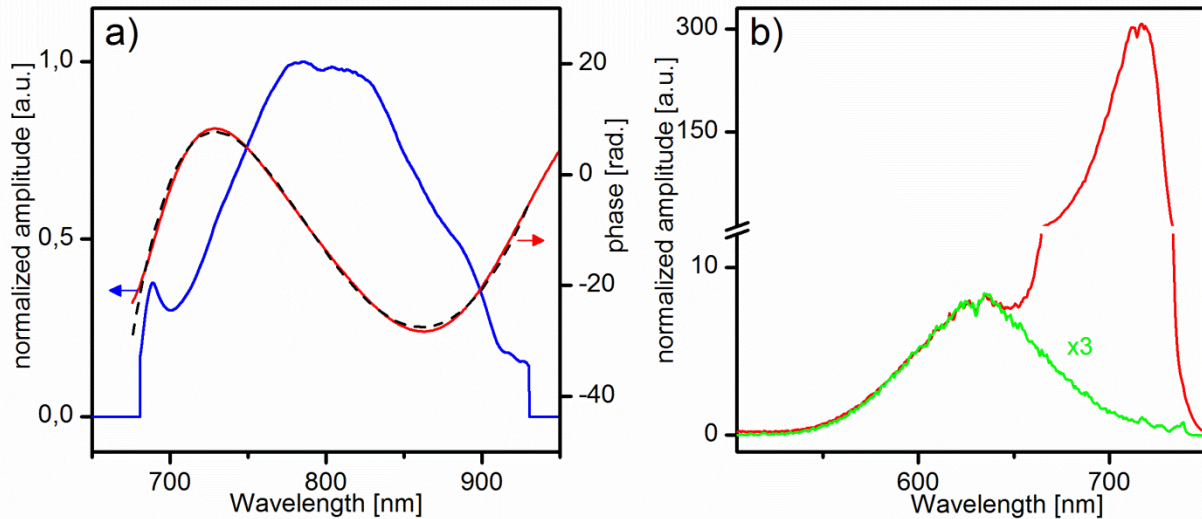 a)
normalized amplitude [a.u.]
1,0
0,5
0,0
700
800
900
Wavelength [nm]
20
0
-20
-40
phase [rad.]
b)
normalized amplitude [a.u.]
300
150
10
0
x3
600
700
Wavelength [nm]